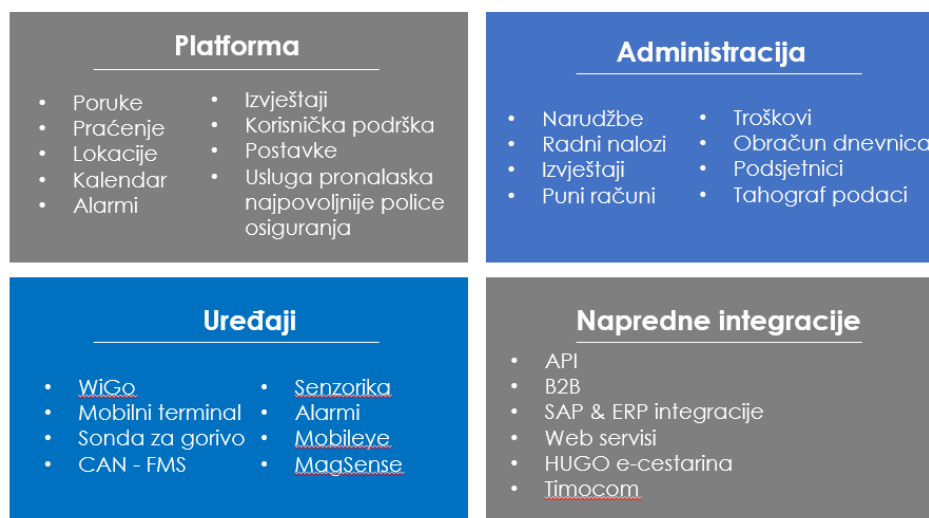 Platforma
• Poruke
• Praćenje
• Lokacije
• Kalendar
• Alarmi
• Izvještaji
• Korisnička podrška
• Postavke
• Usluga pronalaska
najpovoljnije police
osiguranja
Administracija
• Narudžbe
• Radni nalozi
• Izvještaji
• Puni računi
• Troškovi
• Obračun dnevnica
• Podsjetnici
• Tahograf podaci
Uređaji
• WiGo
• Mobilni terminal
• Sonda za gorivo
• CAN - FMS
• Senzorika
• Alarmi
• Mobileye
• MagSense
Napredne integracije
• API
• B2B
• SAP & ERP integracije
• Web servisi
• HUGO e-cestarina
• Timocom